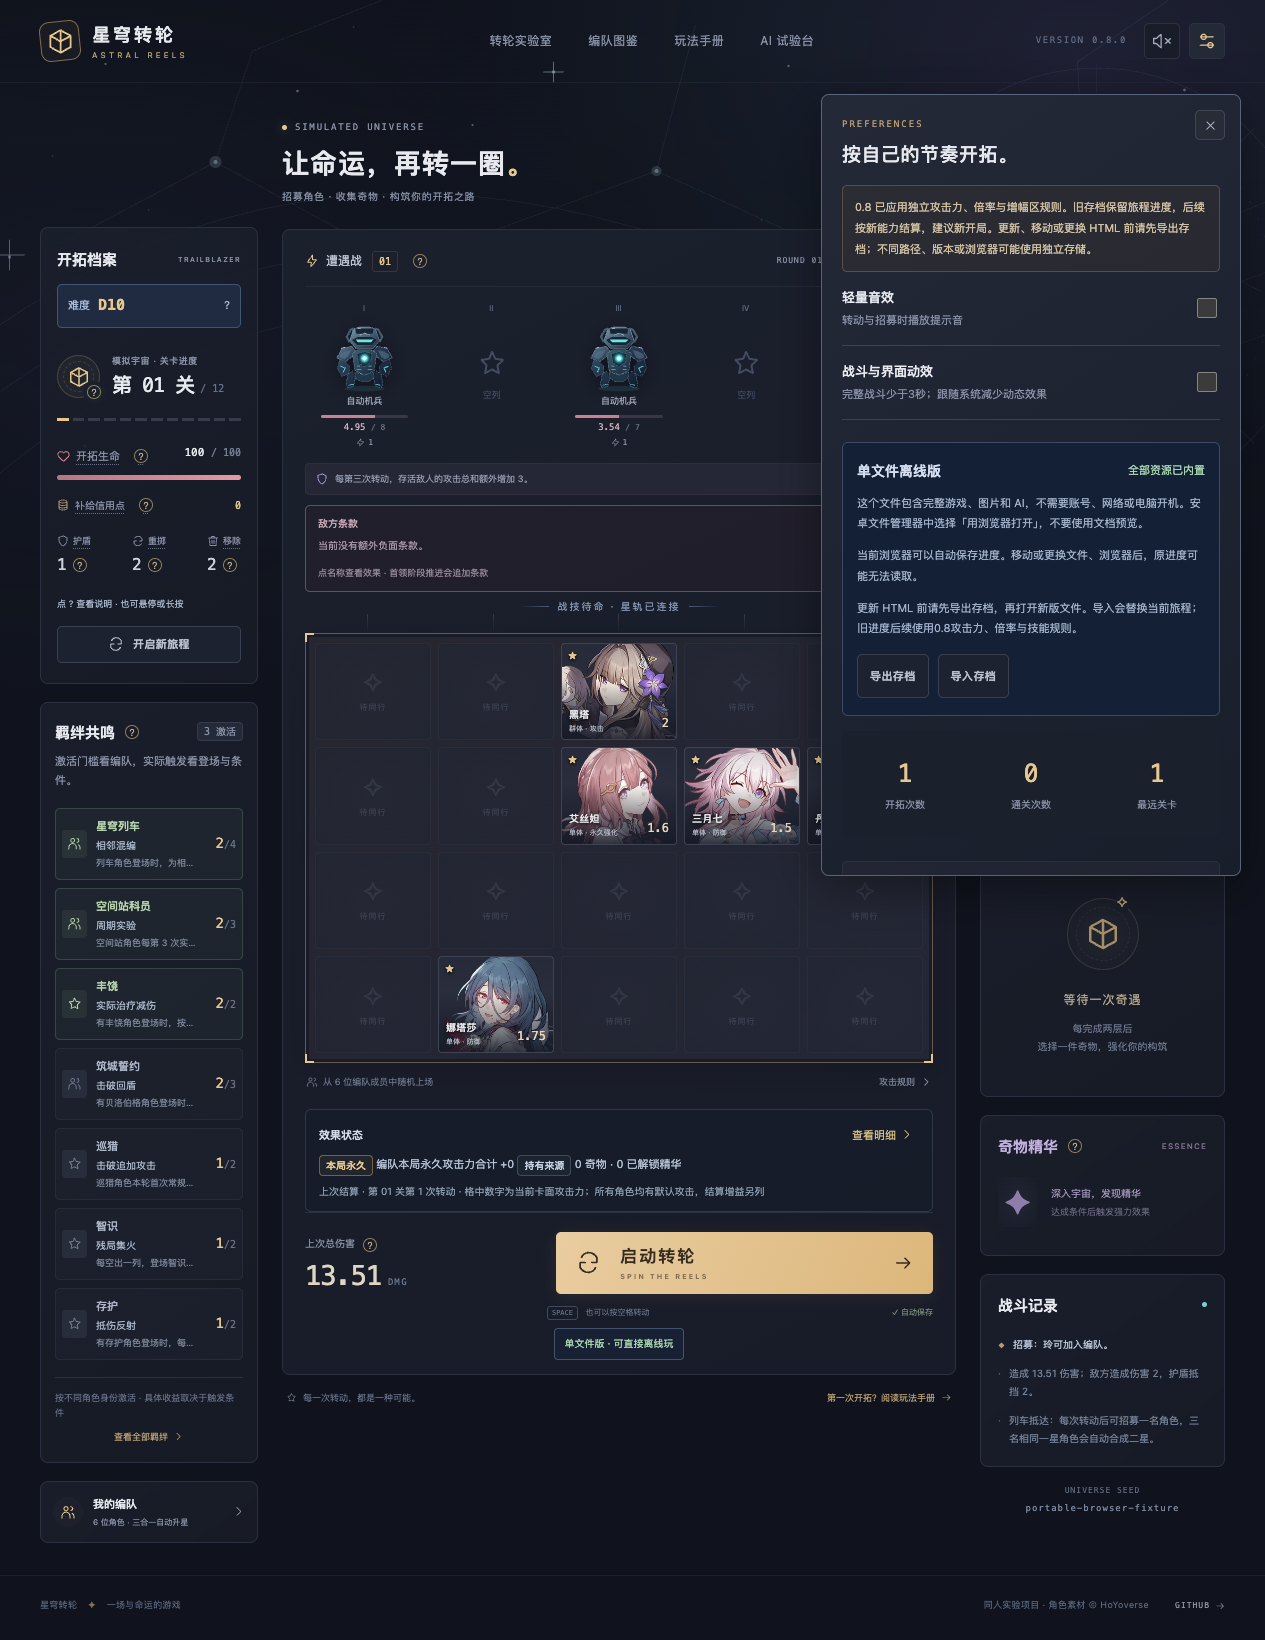 星穹转轮
ASTRAL REELS
转轮实验室
编队图鉴
玩法手册
AI 试验台
VERSION 0.8.0
SIMULATED UNIVERSE
让命运，再转一圈。
招募角色 · 收集奇物 · 构筑你的开拓之路
开拓档案
TRAILBLAZER
难度 D10
?
模拟宇宙 · 关卡进度
第 01 关 / 12
?
开拓生命 ?
100 / 100
补给信用点 ?
0
护盾
重掷
移除
1 ?
2 ?
2 ?
点 ? 查看说明 · 也可悬停或长按
开启新旅程
羁绊共鸣 ?
3 激活
激活门槛看编队，实际触发看登场与条
件。
星穹列车
相邻混编
列车角色登场时，为相...
2/4
空间站科员
周期实验
空间站角色每第 3 次实...
2/3
丰饶
实际治疗减伤
有丰饶角色登场时，按...
2/2
筑城誓约
击破回盾
有贝洛伯格角色登场时...
2/3
巡猎
击破追加攻击
巡猎角色本轮首次常规...
1/2
智识
残局集火
每空出一列，登场智识...
1/2
存护
抵伤反射
有存护角色登场时，每...
1/2
按不同角色身份激活 · 具体收益取决于触发条
件
查看全部羁绊
我的编队
6 位角色 · 三合一自动升星
遭遇战 01 ?
ROUND 01
I
II
III
IV
自动机兵
空列
自动机兵
空列
4.95 / 8
3.54 / 7
1
1
每第三次转动，存活敌人的攻击总和额外增加 3。
敌方条款
当前没有额外负面条款。
点名称查看效果 · 首领阶段推进会追加条款
战技待命 · 星轨已连接
待同行
待同行
黑塔
群体 · 攻击
2
待同行
待同行
待同行
艾丝妲
单体 · 永久强化
1.6
三月七
单体 · 防御
1.5
待同行
待同行
待同行
待同行
待同行
待同行
娜塔莎
单体 · 防御
1.75
待同行
待同行
待同行
从 6 位编队成员中随机上场
攻击规则
效果状态
查看明细
本局永久 编队本局永久攻击力合计 +0 持有来源 0 奇物 · 0 已解锁精华
上次结算 · 第 01 关第 1 次转动 · 格中数字为当前卡面攻击力；所有角色均有默认攻击，结算增益另列
上次总伤害 ?
13.51 DMG
启动转轮
SPIN THE REELS
SPACE 也可以按空格转动
✓ 自动保存
单文件版 · 可直接离线玩
每一次转动，都是一种可能。
第一次开拓？阅读玩法手册
PREFERENCES
按自己的节奏开拓。
0.8 已应用独立攻击力、倍率与增幅区规则。旧存档保留旅程进度，后续
按新能力结算，建议新开局。更新、移动或更换 HTML 前请先导出存
档；不同路径、版本或浏览器可能使用独立存储。
轻量音效
转动与招募时播放提示音
战斗与界面动效
完整战斗少于3秒；跟随系统减少动态效果
单文件离线版
全部资源已内置
这个文件包含完整游戏、图片和 AI，不需要账号、网络或电脑开机。安
卓文件管理器中选择「用浏览器打开」，不要使用文档预览。
当前浏览器可以自动保存进度。移动或更换文件、浏览器后，原进度可
能无法读取。
更新 HTML 前请先导出存档，再打开新版文件。导入会替换当前旅程；
旧进度后续使用0.8攻击力、倍率与技能规则。
导出存档
导入存档
1
0
1
开拓次数
通关次数
最远关卡
等待一次奇遇
每完成两层后
选择一件奇物，强化你的构筑
奇物精华 ?
ESSENCE
深入宇宙，发现精华
达成条件后触发强力效果
战斗记录
招募：玲可加入编队。
造成 13.51 伤害；敌方造成伤害 2，护盾抵
挡 2。
列车抵达：每次转动后可招募一名角色，三
名相同一星角色会自动合成二星。
UNIVERSE SEED
portable-browser-fixture
星穹转轮 ✦ 一场与命运的游戏
同人实验项目 · 角色素材 © HoYoverse
GITHUB